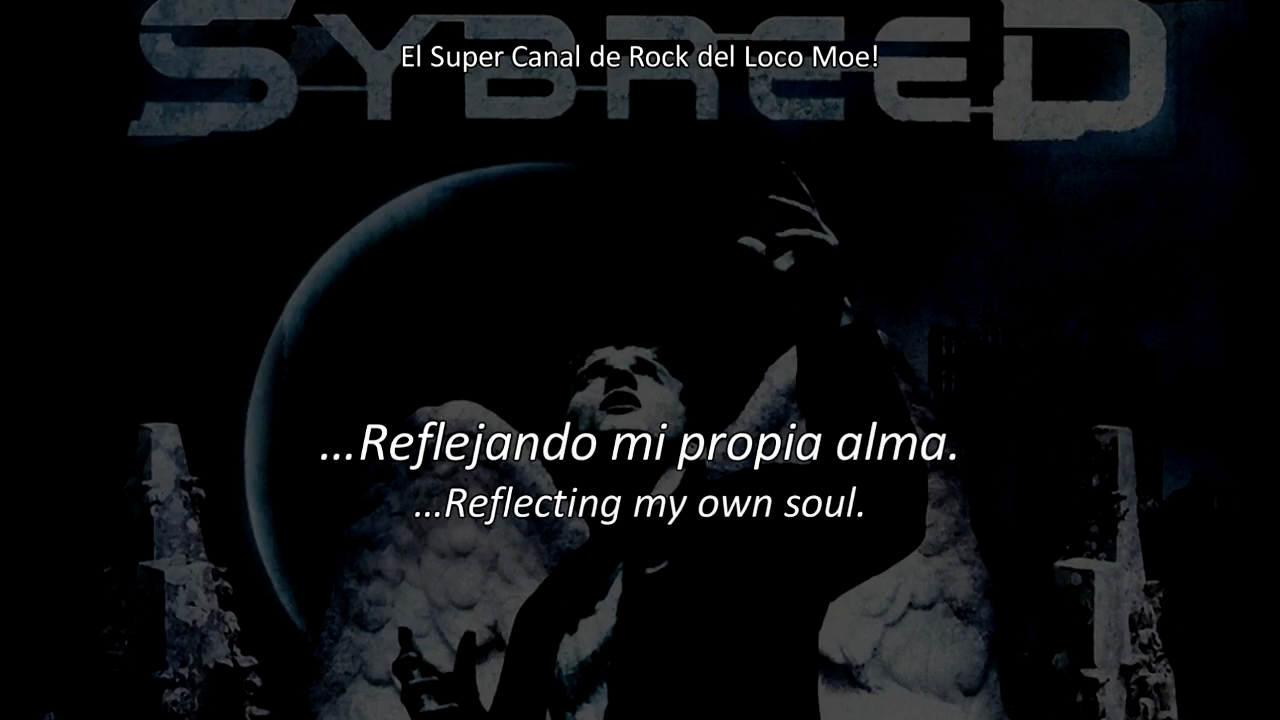 SYBREED
El Super Canal de Rock del Loco Moe!
...Reflejando mi propia alma.
...Reflecting my own soul.